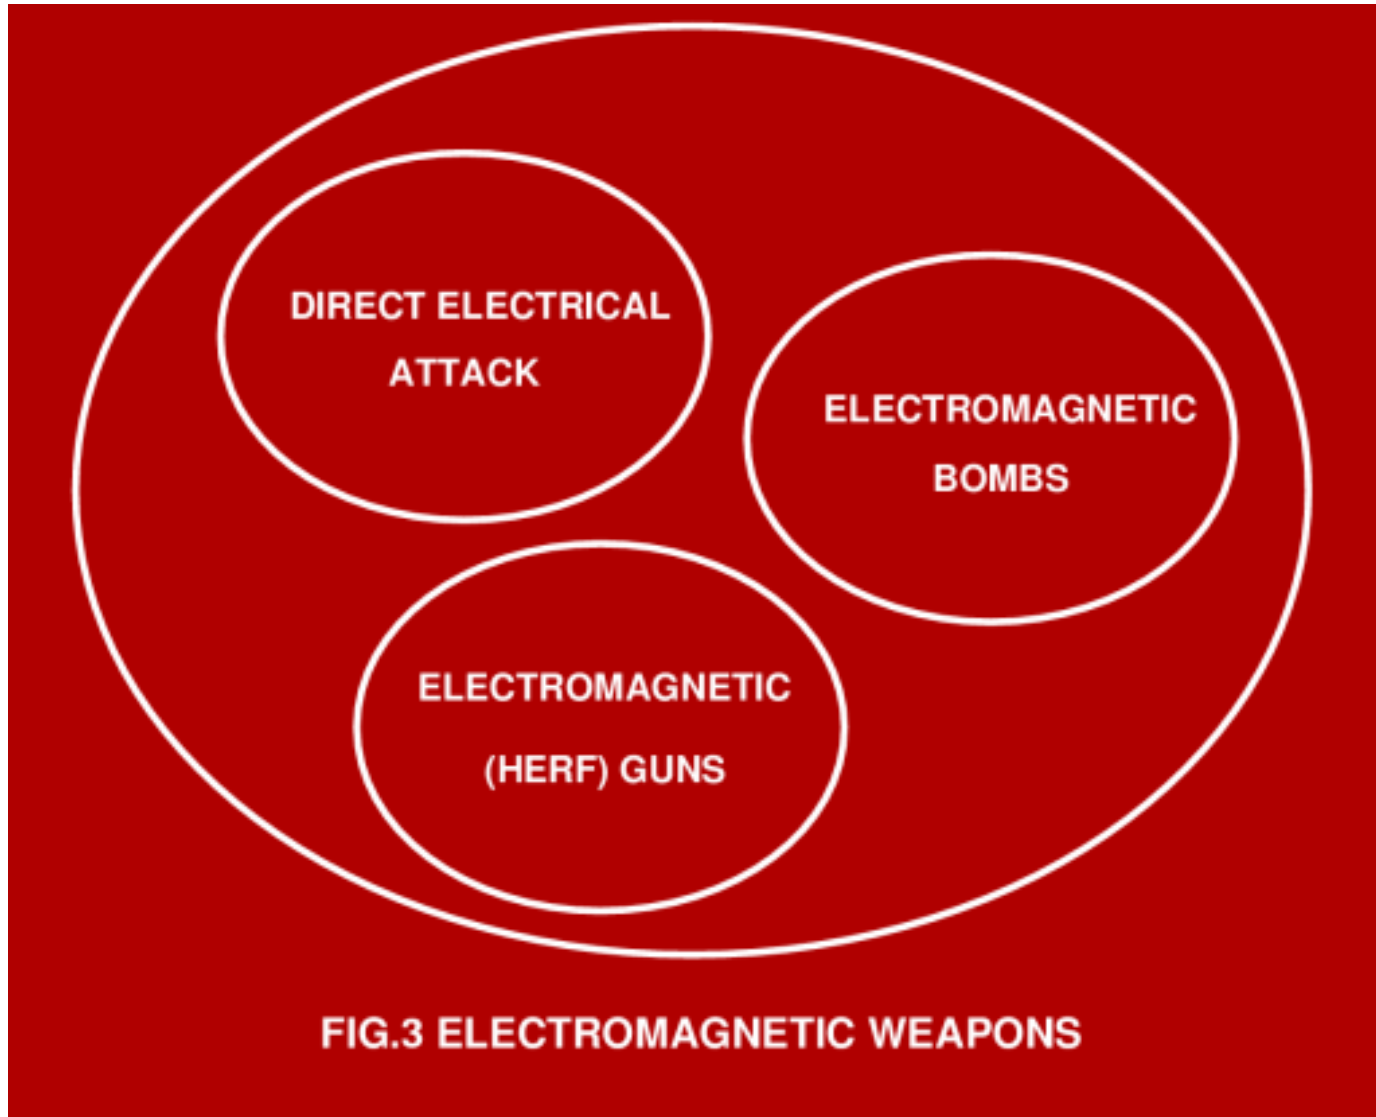 DIRECT ELECTRICAL
ATTACK
ELECTROMAGNETIC
BOMBS
ELECTROMAGNETIC
(HERF) GUNS
FIG.3 ELECTROMAGNETIC WEAPONS